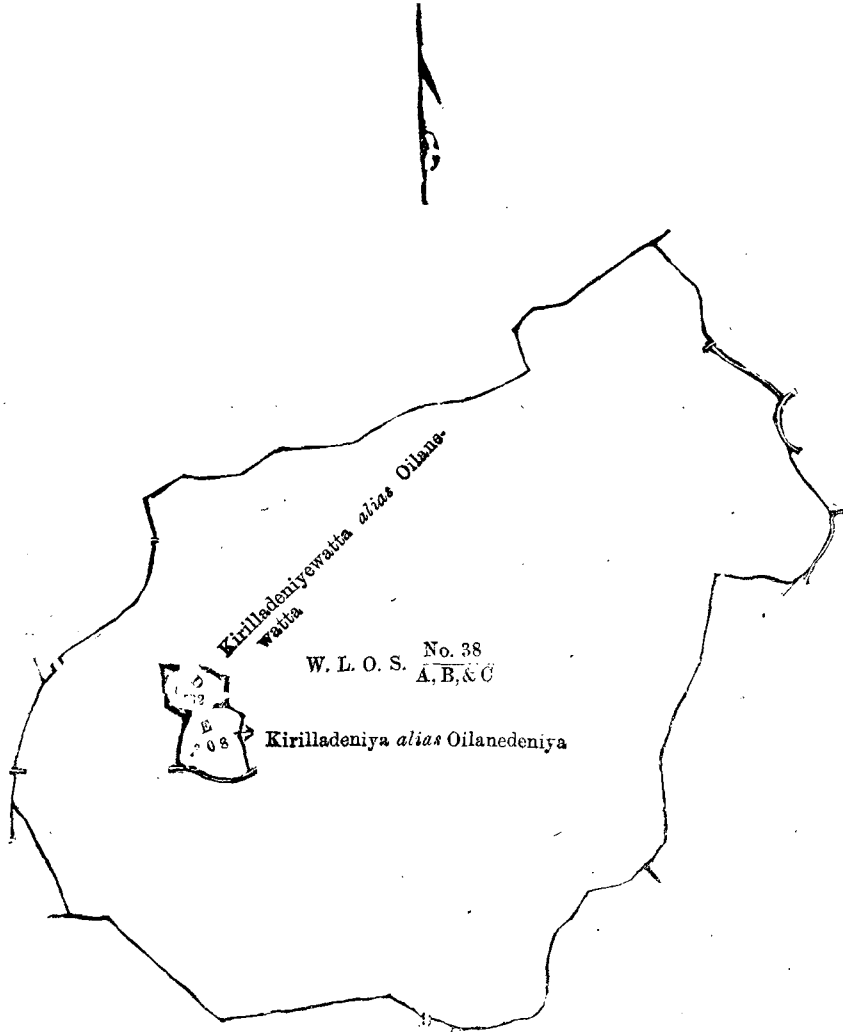 Kirilladeniyewatta alias Oilane-
watta
W. L. O. S. No. 38
A, B, & C
D
E
Kirilladeniya alias Oilanedeniya